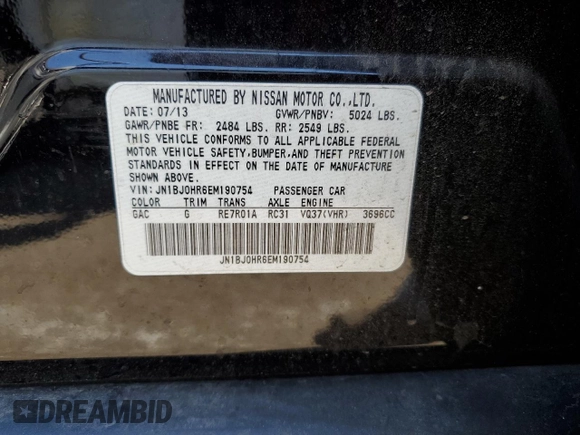 MANUFACTURED BY NISSAN MOTOR CO.,LTD.
DATE: 07/13 GVWR/PNBV: 5024 LBS.
GAWR/PNBE FR: 2484 LBS. RR: 2549 LBS.
THIS VEHICLE CONFORMS TO ALL APPLICABLE FEDERAL
MOTOR VEHICLE SAFETY,BUMPER,AND THEFT PREVENTION
STANDARDS IN EFFECT ON THE DATE OF MANUFACTURE
SHOWN ABOVE.
VIN: JN1BJ0HR6EM190754 PASSENGER CAR
COLOR TRIM TRANS AXLE ENGINE
GAC G RE7R01A RC31 VQ37(VHR) 3696CC
JN1BJ0HR6EM190754
DREAMBID